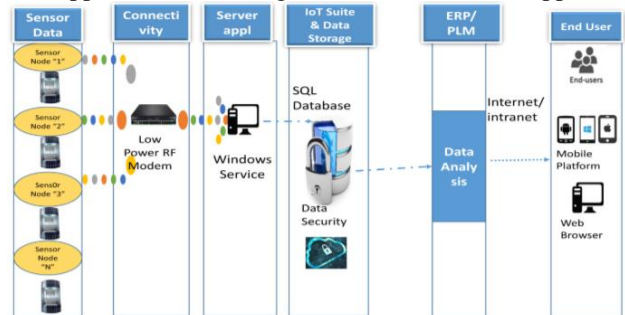 Sensor
Data
Connecti
vity
Server
appl
IoT Suite
& Data
Storage
ERP/
PLM
End User
Sensor
Node "1"
Sensor
Node "2"
Sensor
Node "3"
Sensor
Node
"N"
Low
Power RF
Modem
Windows
Service
SQL
Database
Data
Security
Data
Analy
sis
Internet/
intranet
End-users
Mobile
Platform
Web
Browser